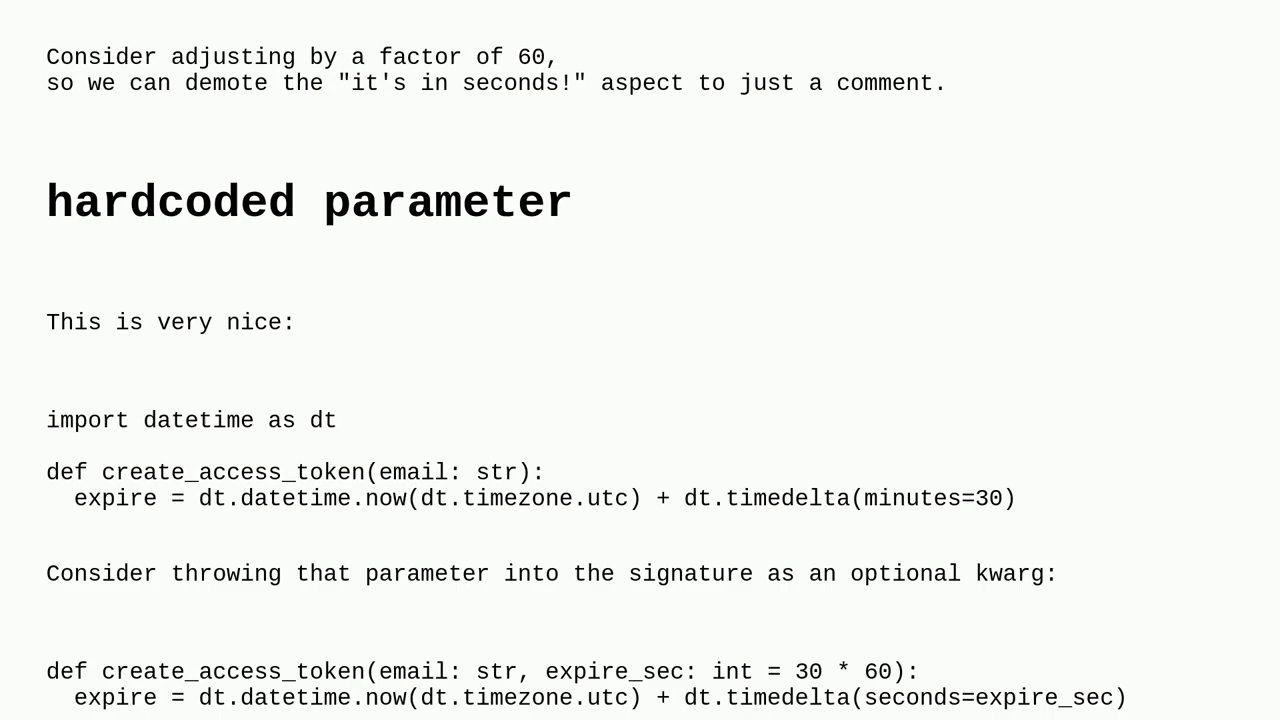 Consider adjusting by a factor of 60,
so we can demote the "it's in seconds!" aspect to just a comment.
hardcoded parameter
This is very nice:
import datetime as dt
def create_access_token(email: str):
  expire = dt.datetime.now(dt.timezone.utc) + dt.timedelta(minutes=30)
Consider throwing that parameter into the signature as an optional kwarg:
def create_access_token(email: str, expire_sec: int = 30 * 60):
  expire = dt.datetime.now(dt.timezone.utc) + dt.timedelta(seconds=expire_sec)